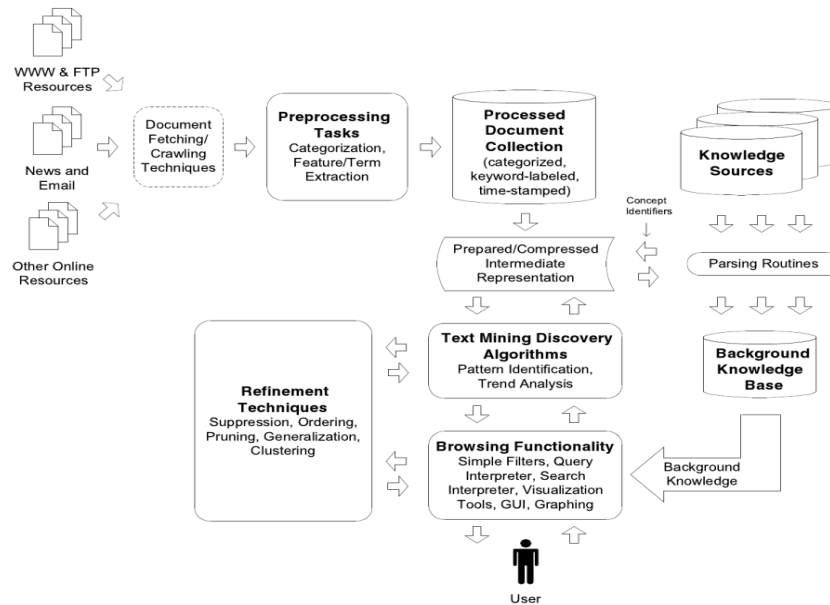 WWW & FTP
Resources
News and
Email
Other Online
Resources
Document
Fetching/
Crawling
Techniques
Preprocessing
Tasks
Categorization,
Feature/Term
Extraction
Processed
Document
Collection
(categorized,
keyword-labeled,
time-stamped)
Knowledge
Sources
Concept
Identifiers
Prepared/Compressed
Intermediate
Representation
Parsing Routines
Text Mining Discovery
Algorithms
Pattern Identification,
Trend Analysis
Background
Knowledge
Base
Refinement
Techniques
Suppression, Ordering,
Pruning, Generalization,
Clustering
Browsing Functionality
Simple Filters, Query
Interpreter, Search
Interpreter, Visualization
Tools, GUI, Graphing
Background
Knowledge
User